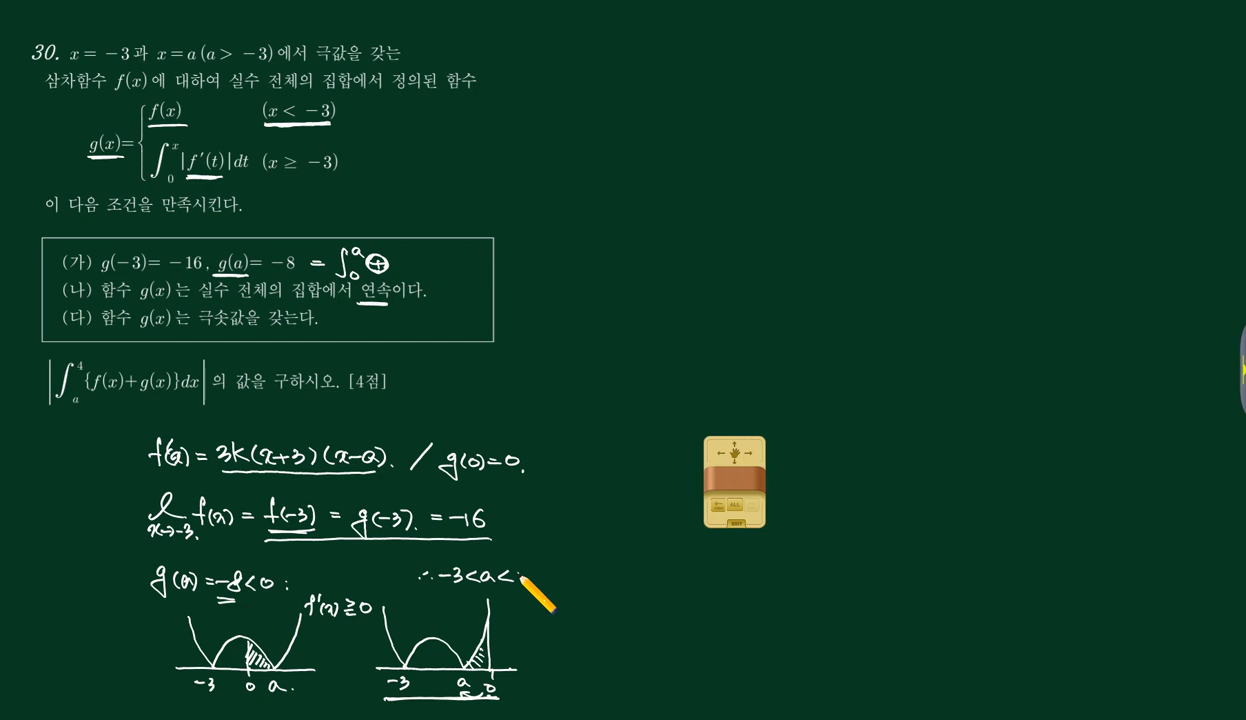 30. x = −3과 x = a (a > −3)에서 극값을 갖는
삼차함수 f(x)에 대하여 실수 전체의 집합에서 정의된 함수
g(x) = { f(x) (x < −3)
∫₀ˣ |f′(t)|dt (x ≥ −3)
이 다음 조건을 만족시킨다.
(가) g(−3) = −16, g(a) = −8 = ∫₀ᵃ ⊕
(나) 함수 g(x)는 실수 전체의 집합에서 연속이다.
(다) 함수 g(x)는 극솟값을 갖는다.
|∫ₐ⁴ {f(x)+g(x)}dx| 의 값을 구하시오. [4점]
f′(x) = 3k(x+3)(x−a). / g(0)=0.
l x→-3. f(x) = f(−3) = g(−3). = −16
g(a) = −8 < 0 : ∴ −3<a<
f′(x) ≧ 0
−3 0 a. −3 a 0
EXIT
ALL